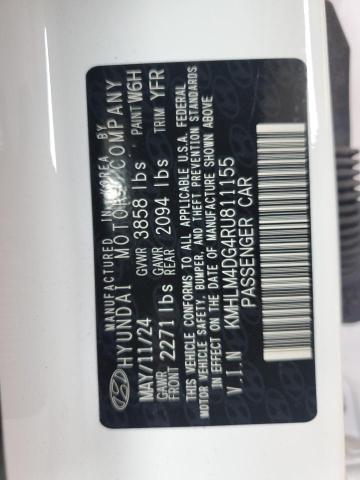 MANUFACTURED IN KOREA BY
HYUNDAI MOTOR COMPANY
MAY/11/24 GVWR 3858 lbs PAINT W6H
GAWR FRONT 2271 lbs GAWR REAR 2094 lbs TRIM YFR
THIS VEHICLE CONFORMS TO ALL APPLICABLE U.S.A. FEDERAL
MOTOR VEHICLE SAFETY, BUMPER, AND THEFT PREVENTION STANDARDS
IN EFFECT ON THE DATE OF MANUFACTURE SHOWN ABOVE
V.I.N KMHLM4DG4RU811155
PASSENGER CAR